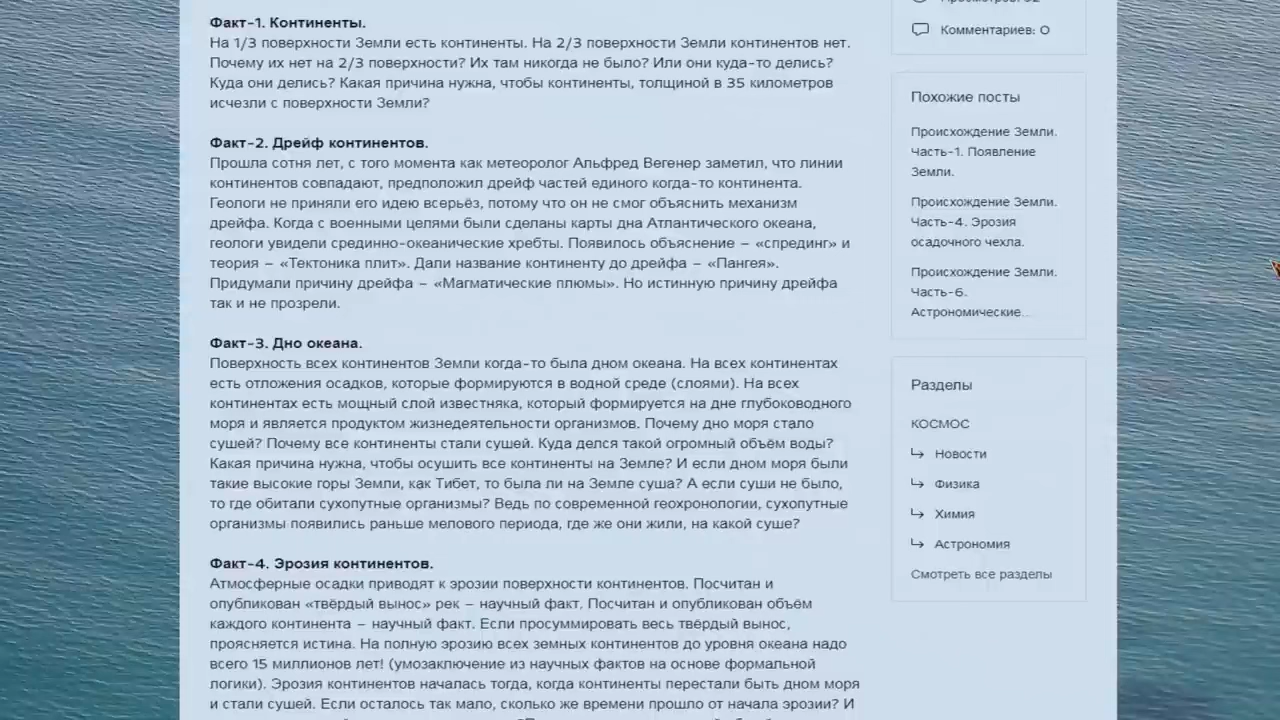 Факт-1. Континенты.
На 1/3 поверхности Земли есть континенты. На 2/3 поверхности Земли континентов нет.
Почему их нет на 2/3 поверхности? Их там никогда не было? Или они куда-то делись?
Куда они делись? Какая причина нужна, чтобы континенты, толщиной в 35 километров
исчезли с поверхности Земли?
Факт-2. Дрейф континентов.
Прошла сотня лет, с того момента как метеоролог Альфред Вегенер заметил, что линии
континентов совпадают, предположил дрейф частей единого когда-то континента.
Геологи не приняли его идею всерьёз, потому что он не смог объяснить механизм
дрейфа. Когда с военными целями были сделаны карты дна Атлантического океана,
геологи увидели срединно-океанические хребты. Появилось объяснение – «спрединг» и
теория – «Тектоника плит». Дали название континенту до дрейфа – «Пангея».
Придумали причину дрейфа – «Магматические плюмы». Но истинную причину дрейфа
так и не прозрели.
Факт-3. Дно океана.
Поверхность всех континентов Земли когда-то была дном океана. На всех континентах
есть отложения осадков, которые формируются в водной среде (слоями). На всех
континентах есть мощный слой известняка, который формируется на дне глубоководного
моря и является продуктом жизнедеятельности организмов. Почему дно моря стало
сушей? Почему все континенты стали сушей. Куда делся такой огромный объём воды?
Какая причина нужна, чтобы осушить все континенты на Земле? И если дном моря были
такие высокие горы Земли, как Тибет, то была ли на Земле суша? А если суши не было,
то где обитали сухопутные организмы? Ведь по современной геохронологии, сухопутные
организмы появились раньше мелового периода, где же они жили, на какой суше?
Факт-4. Эрозия континентов.
Атмосферные осадки приводят к эрозии поверхности континентов. Посчитан и
опубликован «твёрдый вынос» рек – научный факт. Посчитан и опубликован объём
каждого континента – научный факт. Если просуммировать весь твёрдый вынос,
проясняется истина. На полную эрозию всех земных континентов до уровня океана надо
всего 15 миллионов лет! (умозаключение из научных фактов на основе формальной
логики). Эрозия континентов началась тогда, когда континенты перестали быть дном моря
и стали сушей. Если осталось так мало, сколько же времени прошло от начала эрозии? И
Комментариев: 0
Похожие посты
Происхождение Земли.
Часть-1. Появление
Земли.
Происхождение Земли.
Часть-4. Эрозия
осадочного чехла.
Происхождение Земли.
Часть-6.
Астрономические...
Разделы
КОСМОС
Новости
Физика
Химия
Астрономия
Смотреть все разделы